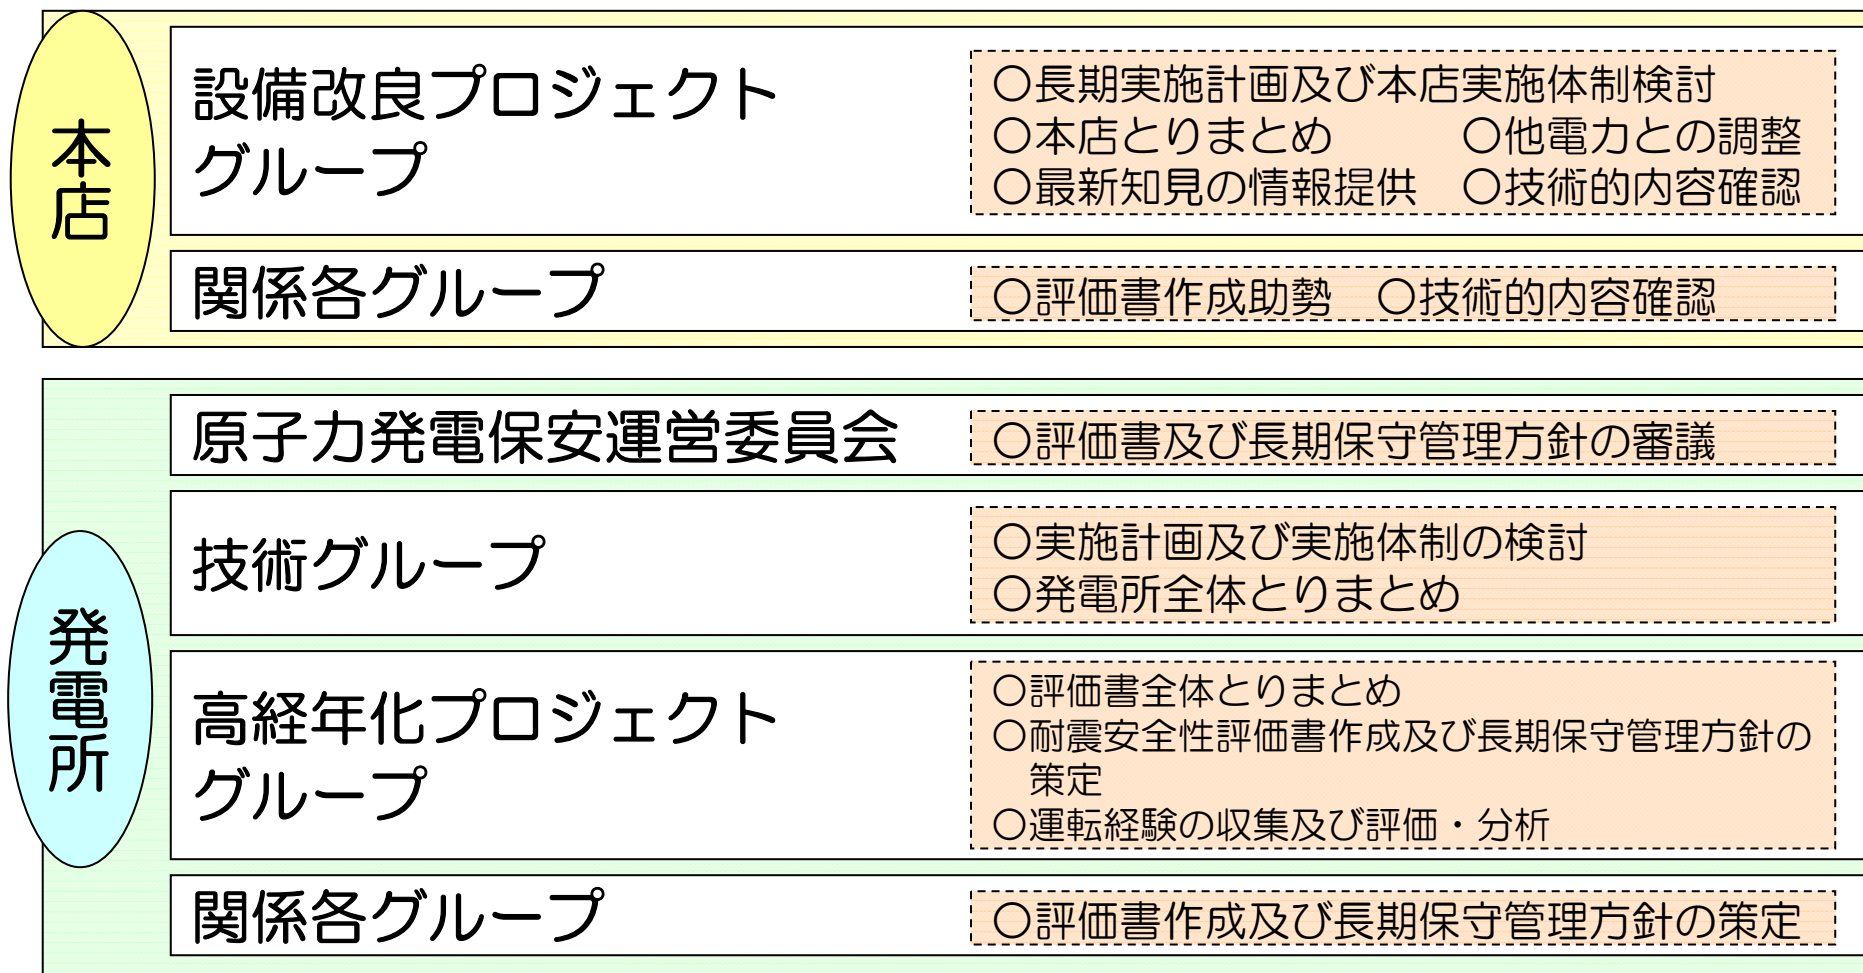 本店
設備改良プロジェクト
グループ
○長期実施計画及び本店実施体制検討
○本店とりまとめ ○他電力との調整
○最新知見の情報提供 ○技術的内容確認
関係各グループ
○評価書作成助勢 ○技術的内容確認
発電所
原子力発電保安運営委員会
○評価書及び長期保守管理方針の審議
技術グループ
○実施計画及び実施体制の検討
○発電所全体とりまとめ
高経年化プロジェクト
グループ
○評価書全体とりまとめ
○耐震安全性評価書作成及び長期保守管理方針の
策定
○運転経験の収集及び評価・分析
関係各グループ
○評価書作成及び長期保守管理方針の策定